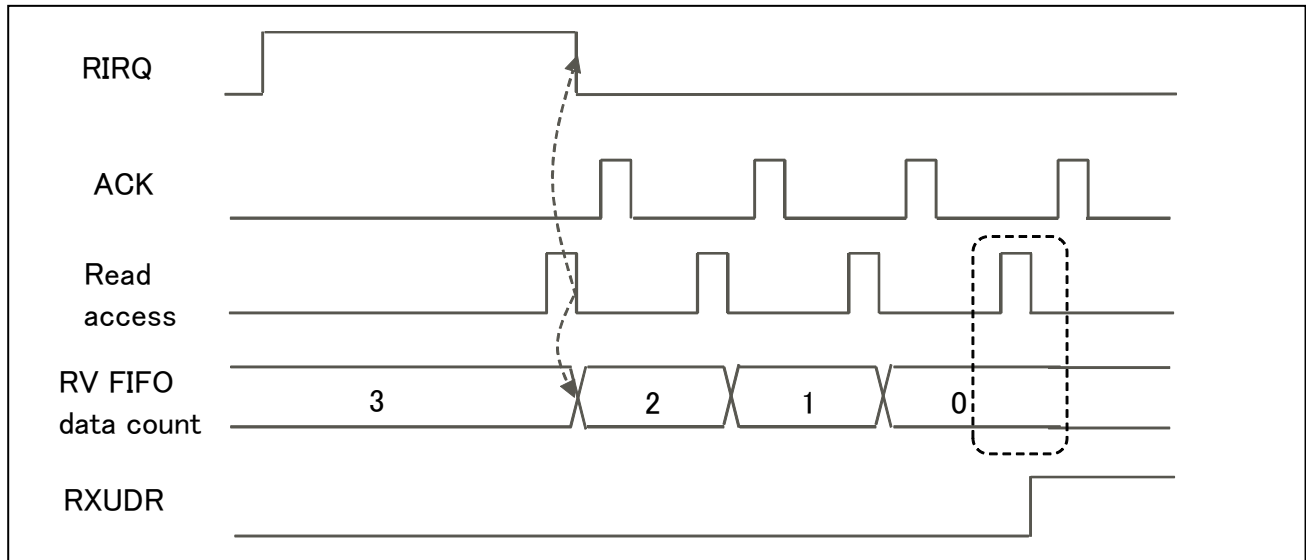 RIRQ
ACK
Read
access
RV FIFO
data count
3
2
1
0
RXUDR